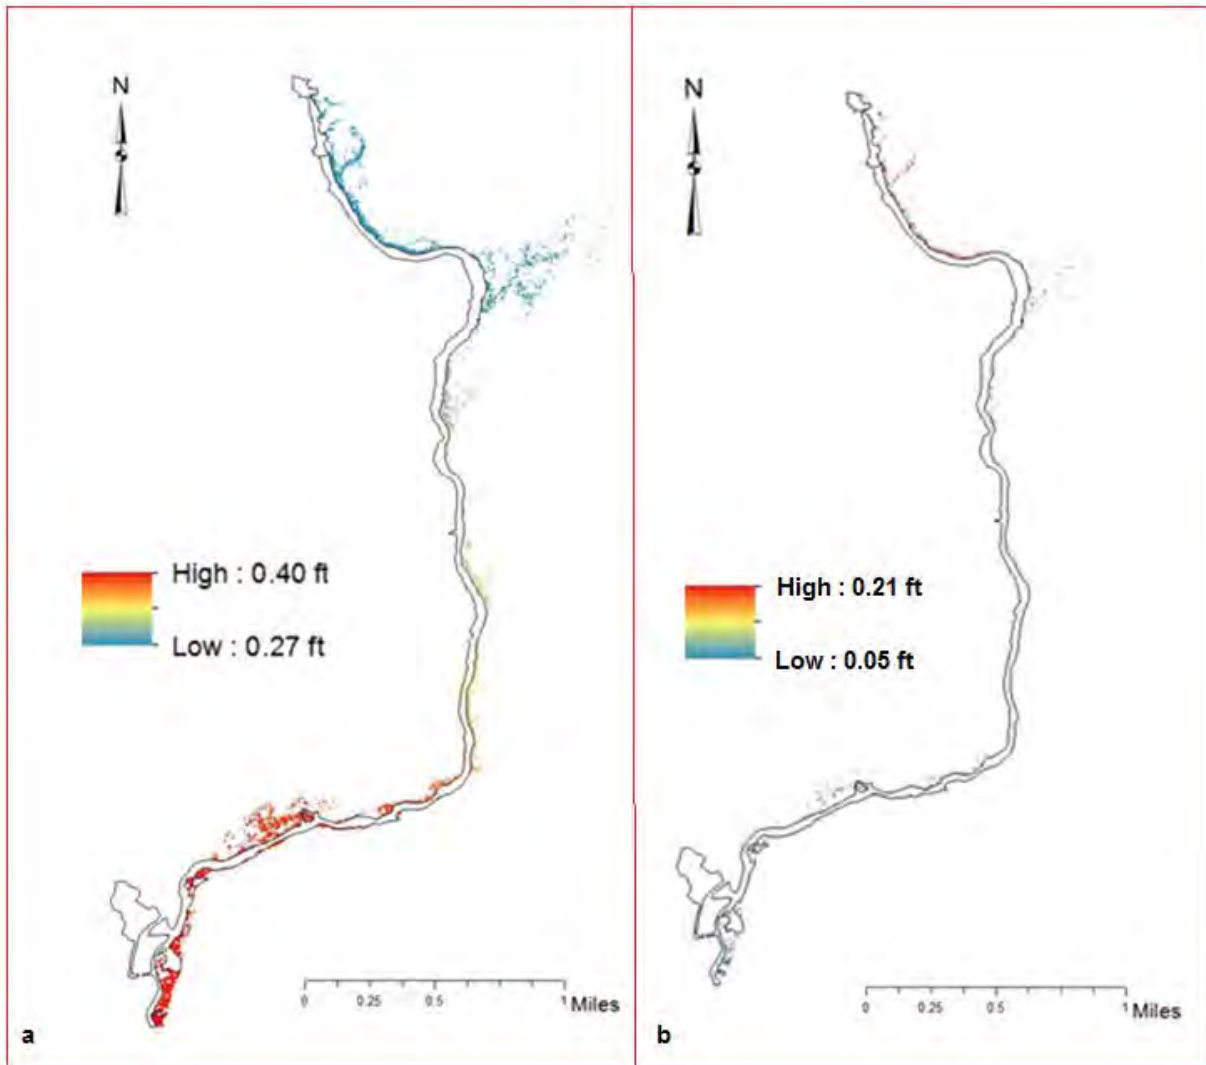 N
High : 0.40 ft
Low : 0.27 ft
0 0.25 0.5 1 Miles
a
N
High : 0.21 ft
Low : 0.05 ft
0 0.25 0.5 1 Miles
b